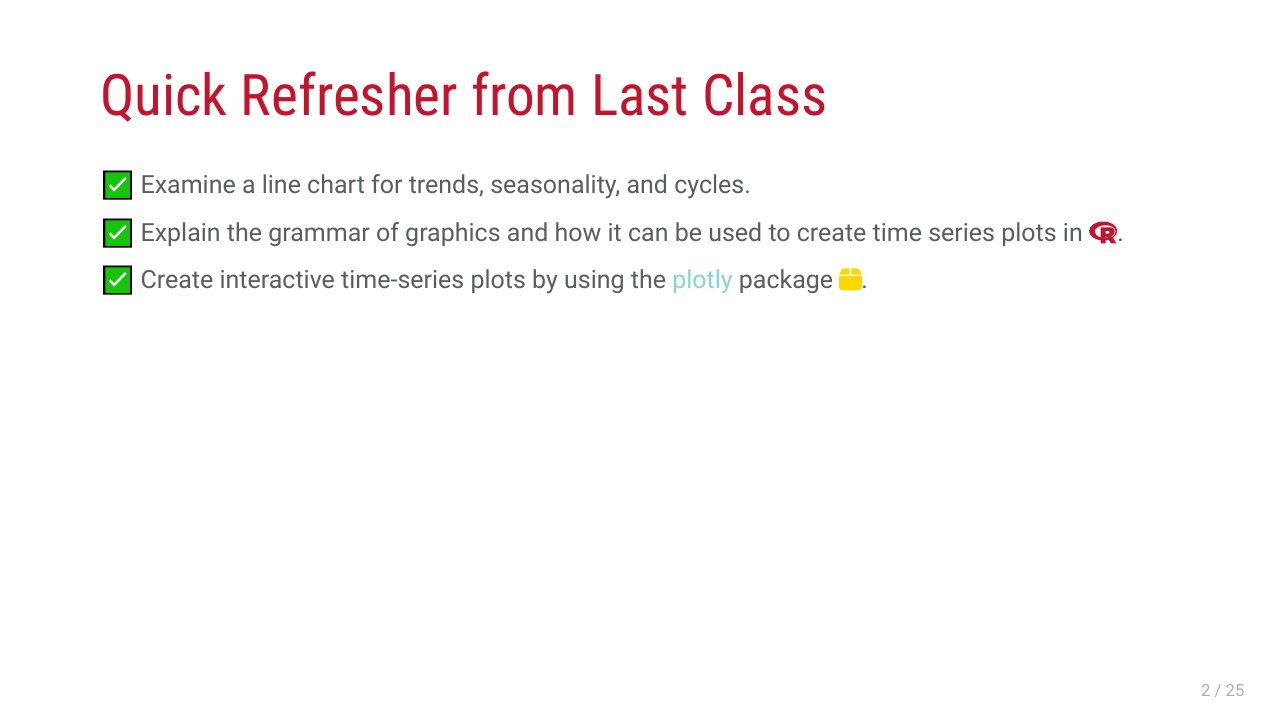 Quick Refresher from Last Class
Examine a line chart for trends, seasonality, and cycles.
Explain the grammar of graphics and how it can be used to create time series plots in R.
Create interactive time-series plots by using the plotly package .
2 / 25